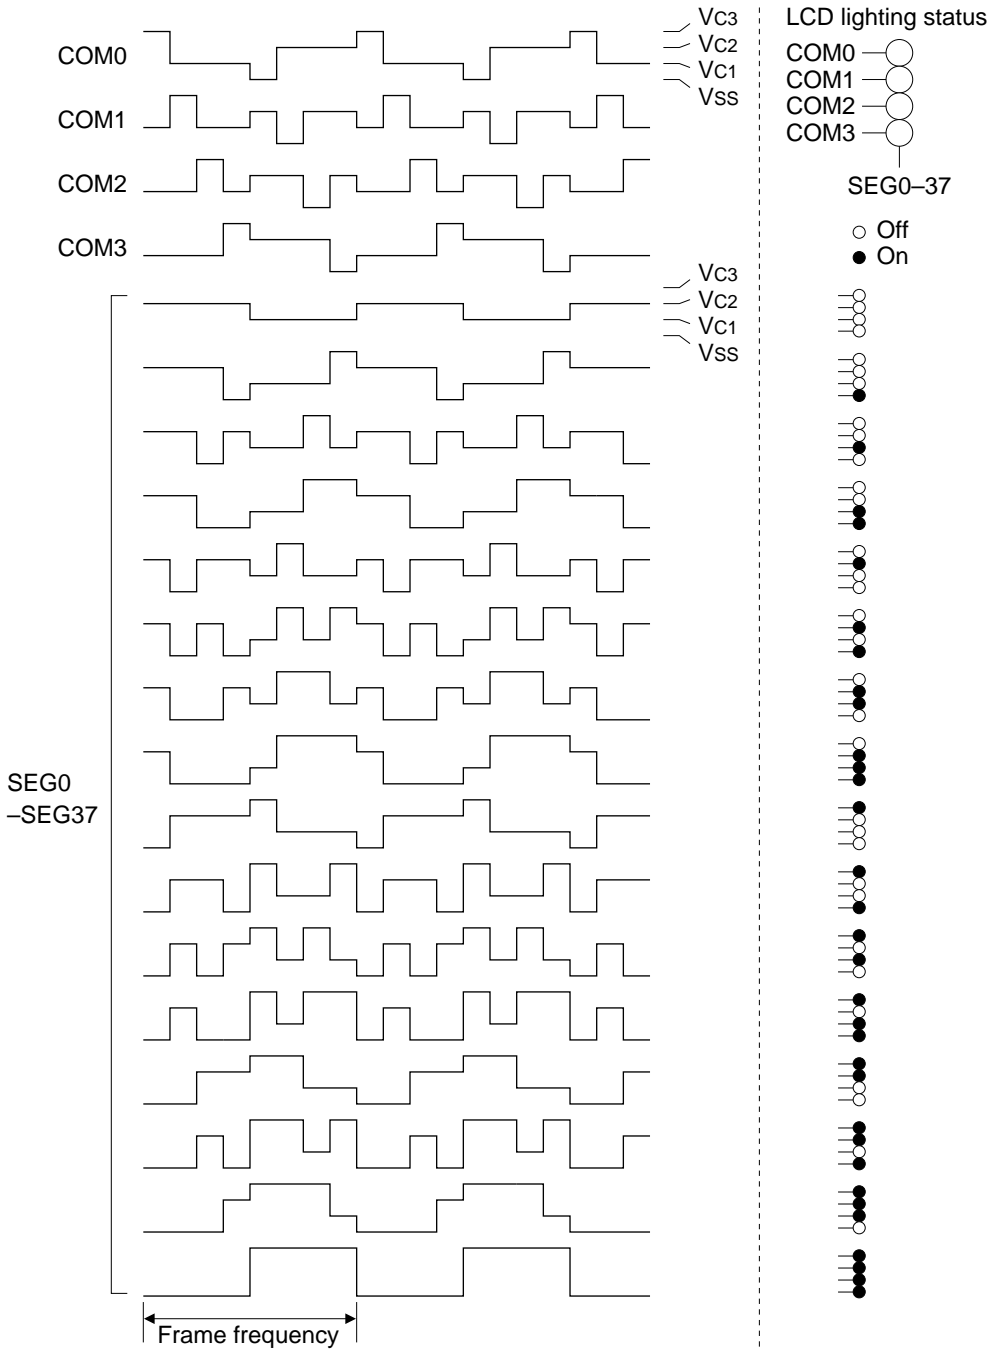 COM0
COM1
COM2
COM3
VC3
VC2
VC1
VSS
VC3
VC2
VC1
VSS
SEG0
–SEG37
Frame frequency
LCD lighting status
COM0
COM1
COM2
COM3
SEG0–37
Off
On